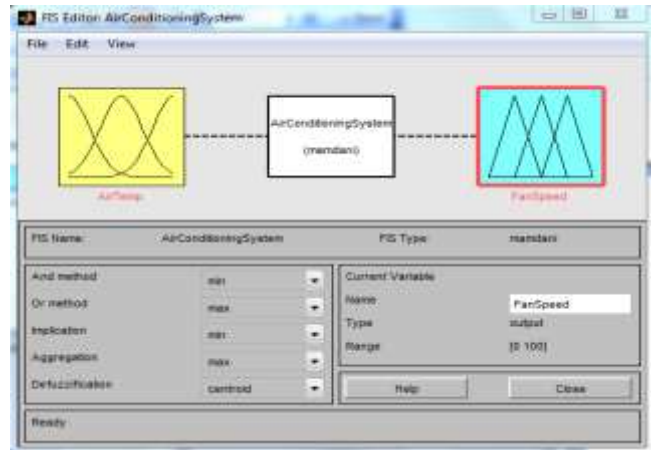 FIS Editor: AirConditioningSystem
File Edit View
AirConditioningSystem
(mamdani)
AirTemp
FanSpeed
FIS Name: AirConditioningSystem FIS Type: mamdani
And method min
Or method max
Implication min
Aggregation max
Defuzzification centroid
Current Variable
Name FanSpeed
Type output
Range [0 100]
Help Close
Ready